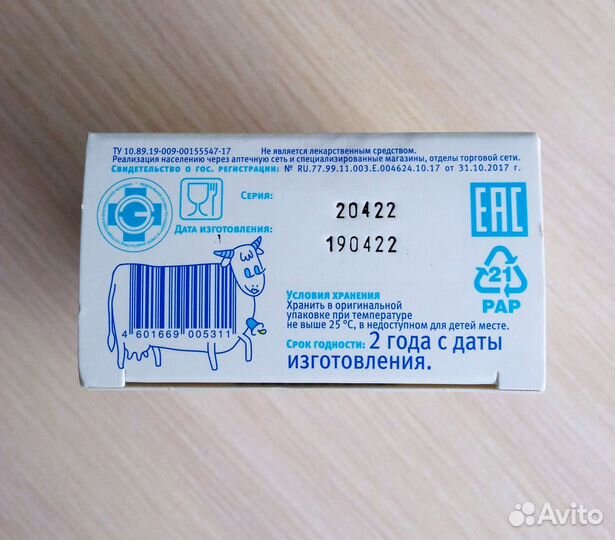 ТУ 10.89.19-009-00155547-17 Не является лекарственным средством.
Реализация населению через аптечную сеть и специализированные магазины, отделы торговой сети.
Свидетельство о гос. регистрации: № RU.77.99.11.003.Е.004624.10.17 от 31.10.2017 г.
Серия: 20422
Дата изготовления: 190422
EAC
21
PAP
Условия хранения
Хранить в оригинальной
упаковке при температуре
не выше 25 °С, в недоступном для детей месте.
Срок годности: 2 года с даты
изготовления.
4 601669 005311
Avito